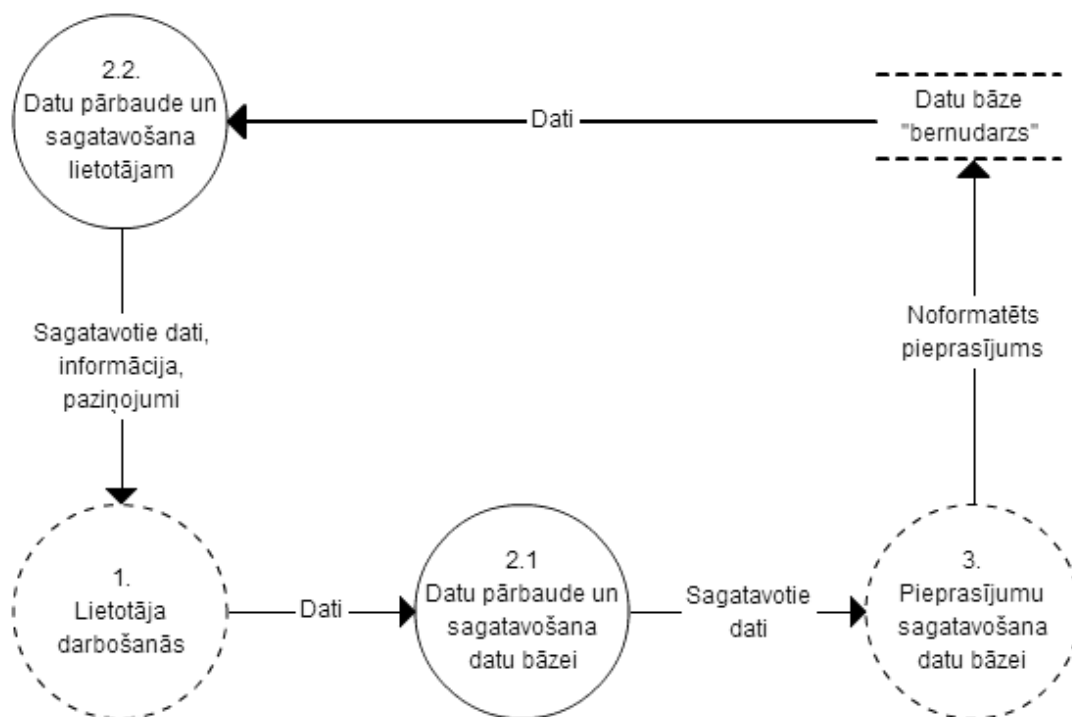 2.2.
Datu pārbaude un
sagatavošana
lietotājam
Dati
Datu bāze
"bernudarzs"
Sagatavotie dati,
informācija,
paziņojumi
Noformatēts
pieprasījums
1.
Lietotāja
darbošanās
Dati
2.1
Datu pārbaude un
sagatavošana
datu bāzei
Sagatavotie
dati
3.
Pieprasījumu
sagatavošana
datu bāzei